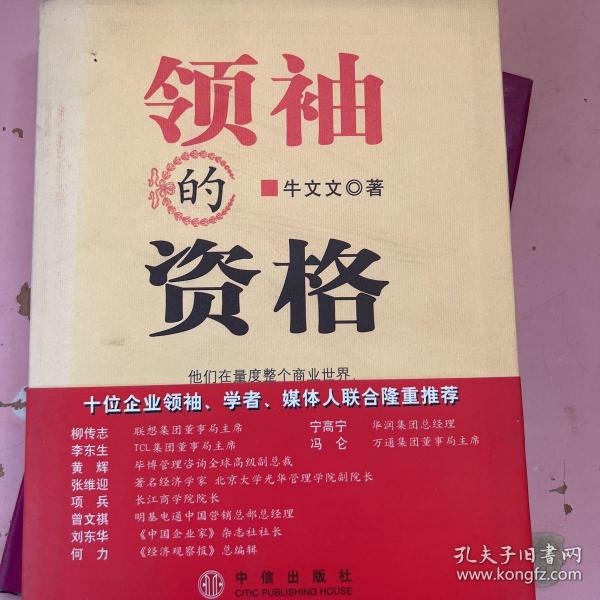 领袖
的
■牛文文◎著
资格
他们在量度整个商业世界
十位企业领袖、学者、媒体人联合隆重推荐
柳传志 联想集团董事局主席 宁高宁 华润集团总经理
李东生 TCL集团董事局主席 冯仑 万通集团董事局主席
黄辉 毕博管理咨询全球高级副总裁
张维迎 著名经济学家 北京大学光华管理学院副院长
项兵 长江商学院院长
曾文祺 明基电通中国营销总部总经理
刘东华 《中国企业家》杂志社社长
何力 《经济观察报》总编辑
中信出版社
CITIC PUBLISHING HOUSE
孔夫子旧书网
www.kongfz.com